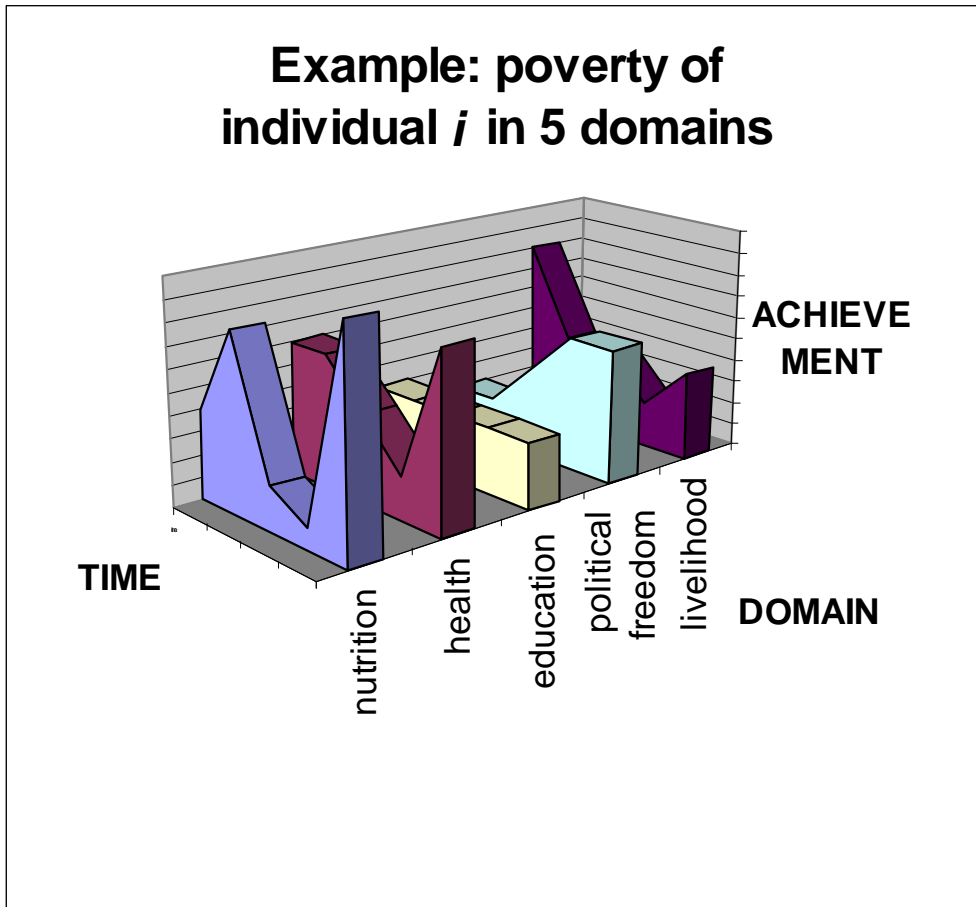 Example: poverty of
individual i in 5 domains
ACHIEVE
MENT
TIME
DOMAIN
nutrition
health
education
political
freedom
livelihood